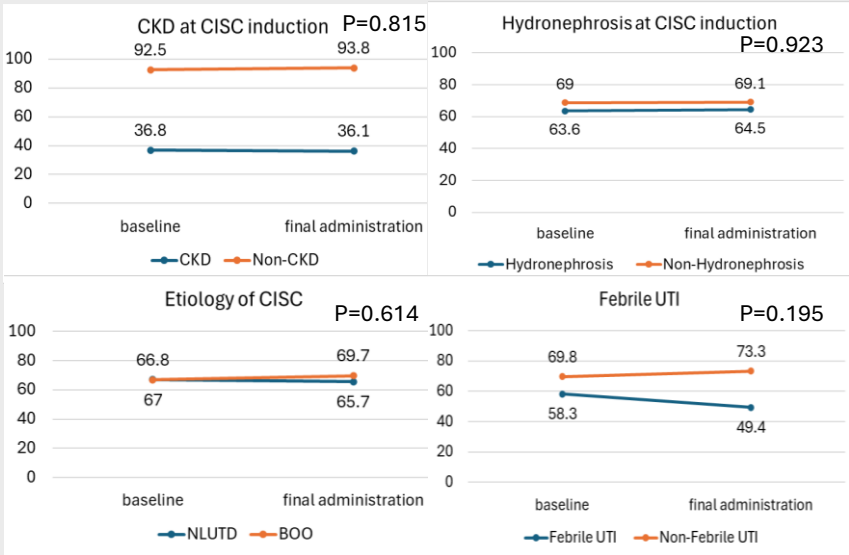 CKD at CISC induction P=0.815
92.5 93.8
100
80
60
36.8 36.1
40
20
0
baseline final administration
CKD Non-CKD
Hydronephrosis at CISC induction
P=0.923
100
69 69.1
80
60
63.6 64.5
40
20
0
baseline final administration
Hydronephrosis Non-Hydronephrosis
Etiology of CISC
P=0.614
100
66.8 69.7
80
60
67 65.7
40
20
0
baseline final administration
NLUTD BOO
Febrile UTI
P=0.195
100
69.8 73.3
80
60
58.3 49.4
40
20
0
baseline final administration
Febrile UTI Non-Febrile UTI